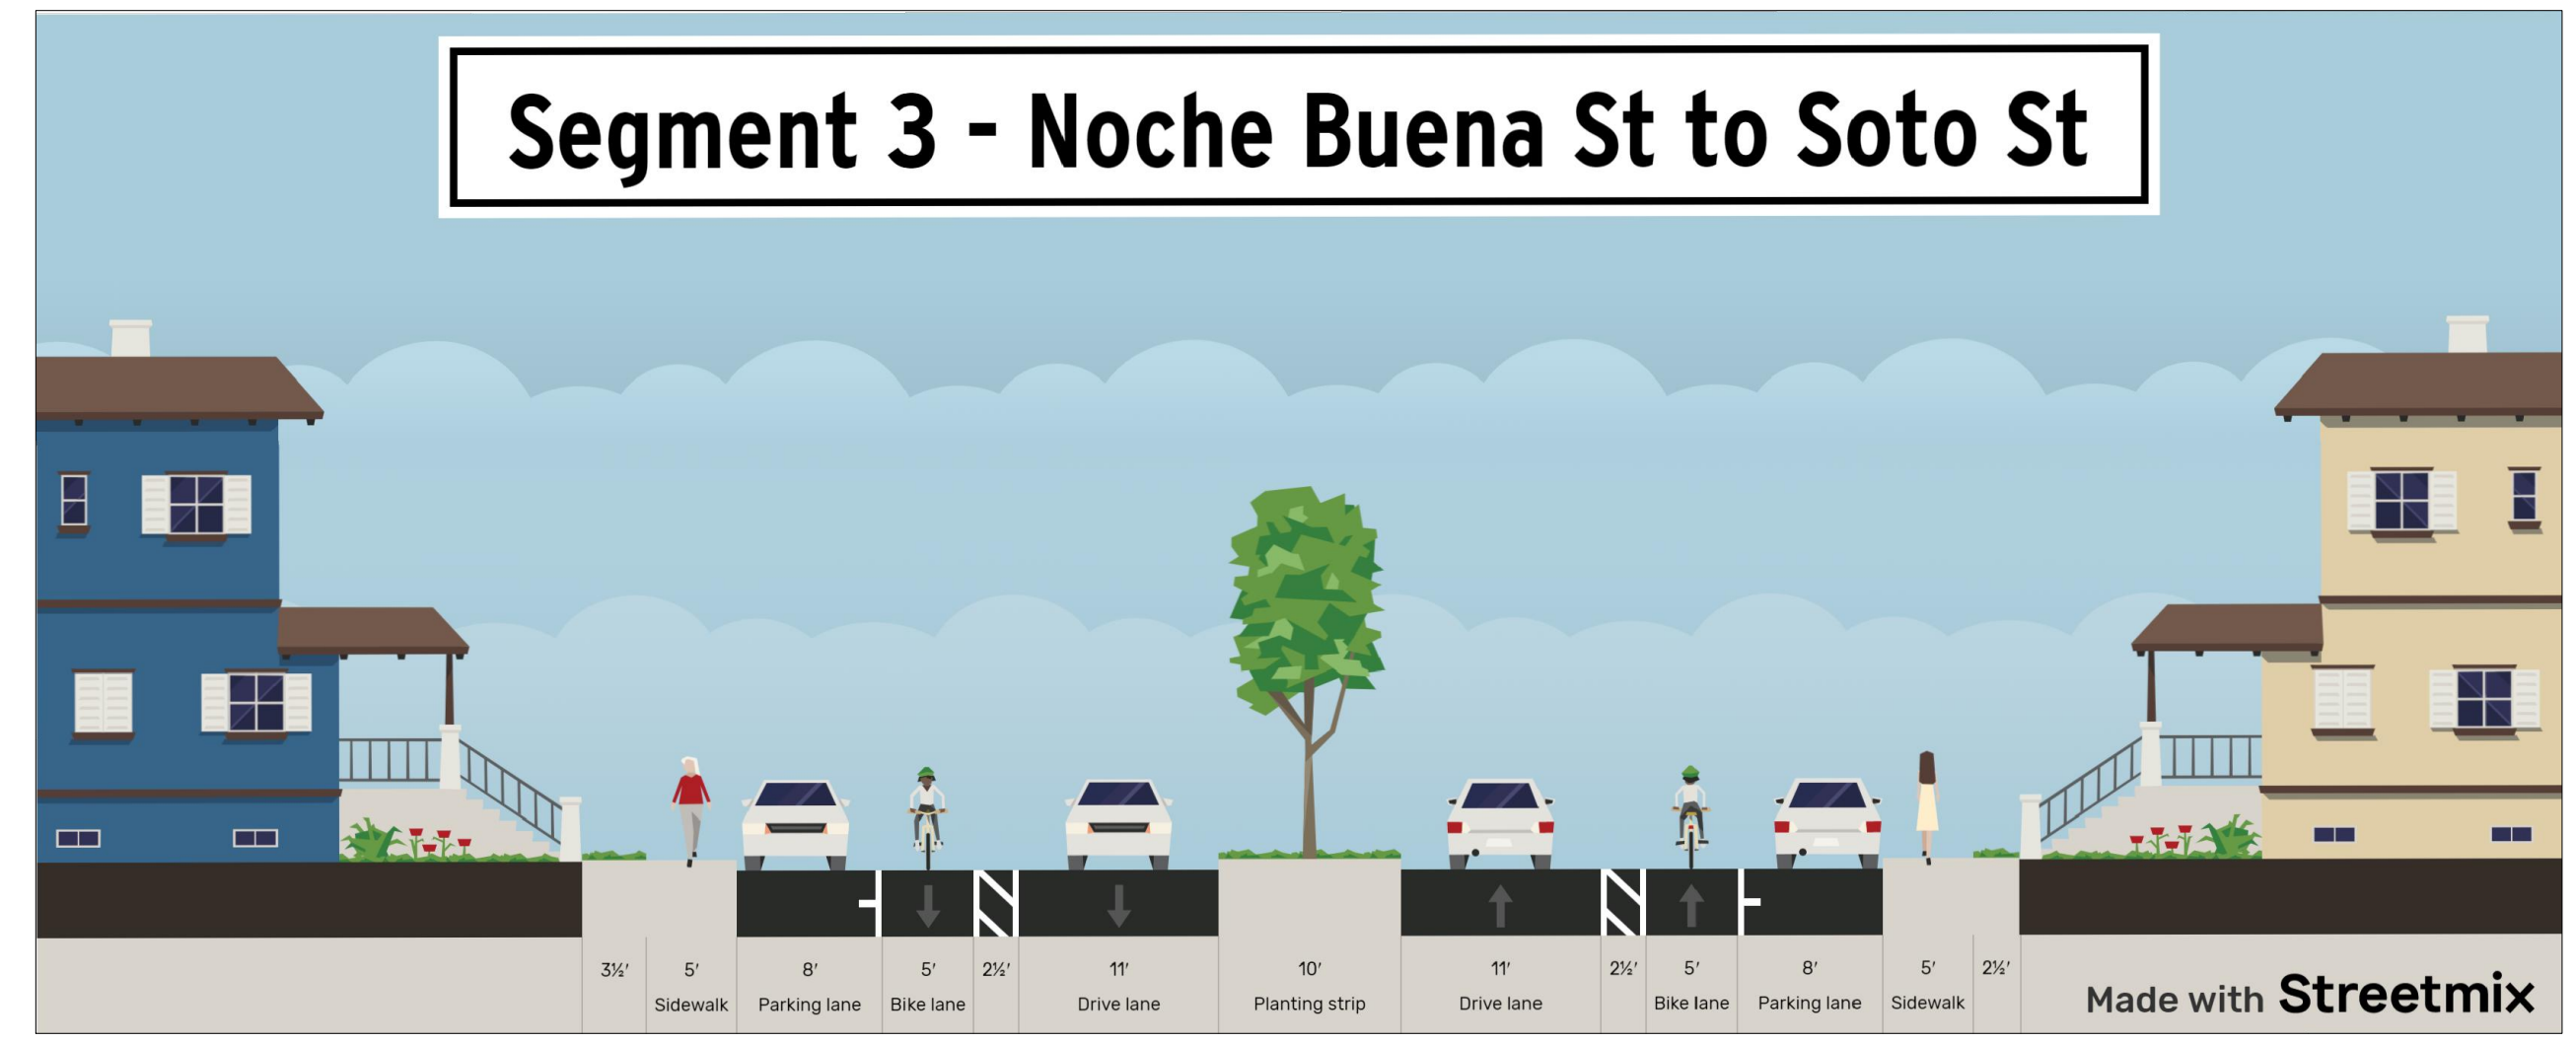 Segment 3 - Noche Buena St to Soto St
3½′ 5′ 8′ 5′ 2½′ 11′ 10′ 11′ 2½′ 5′ 8′ 5′ 2½′
Sidewalk Parking lane Bike lane Drive lane Planting strip Drive lane Bike lane Parking lane Sidewalk
Made with Streetmix